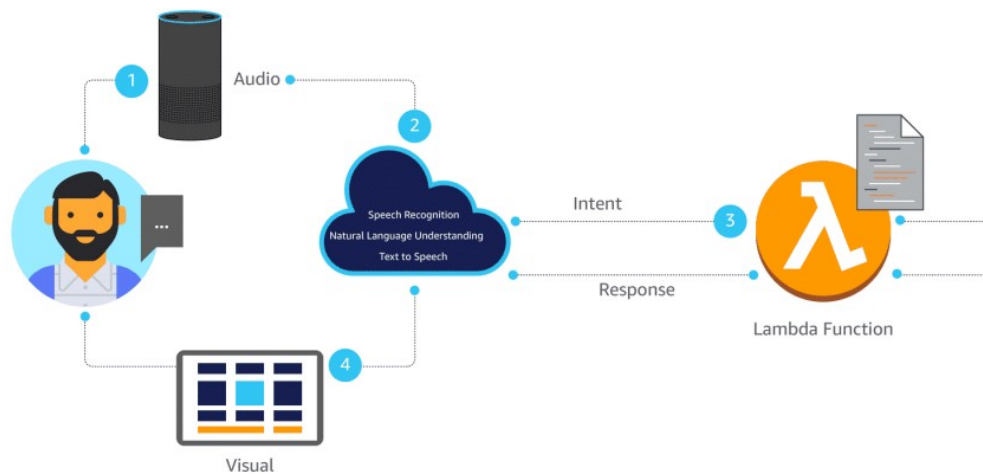 1
Audio
2
Speech Recognition
Natural Language Understanding
Text to Speech
...
Intent
3
Response
λ
Lambda Function
4
Visual